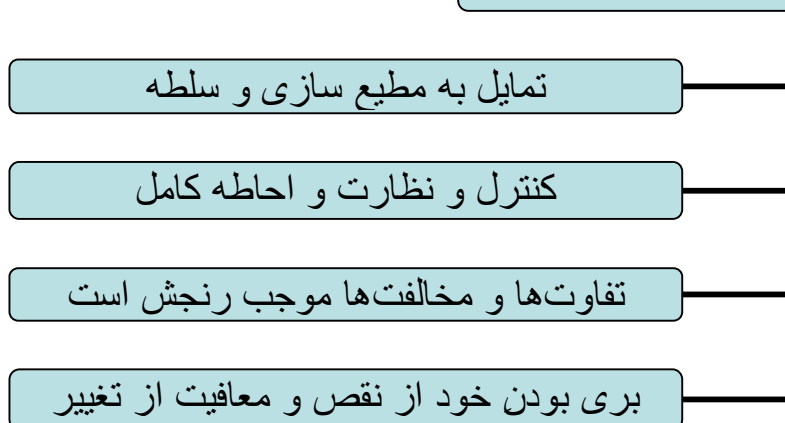 تمایل به مطیع سازی و سلطه
کنترل و نظارت و احاطه کامل
تفاوت‌ها و مخالفت‌ها موجب رنجش است
بری بودنِ خود از نقص و معافیت از تغییر